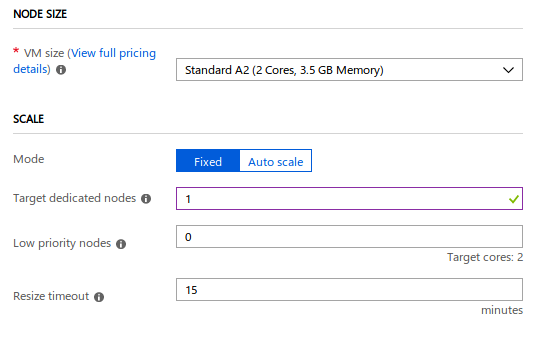 NODE SIZE
* VM size (View full pricing
details)
Standard A2 (2 Cores, 3.5 GB Memory)
SCALE
Mode
Fixed
Auto scale
Target dedicated nodes
1
Low priority nodes
0
Target cores: 2
Resize timeout
15
minutes